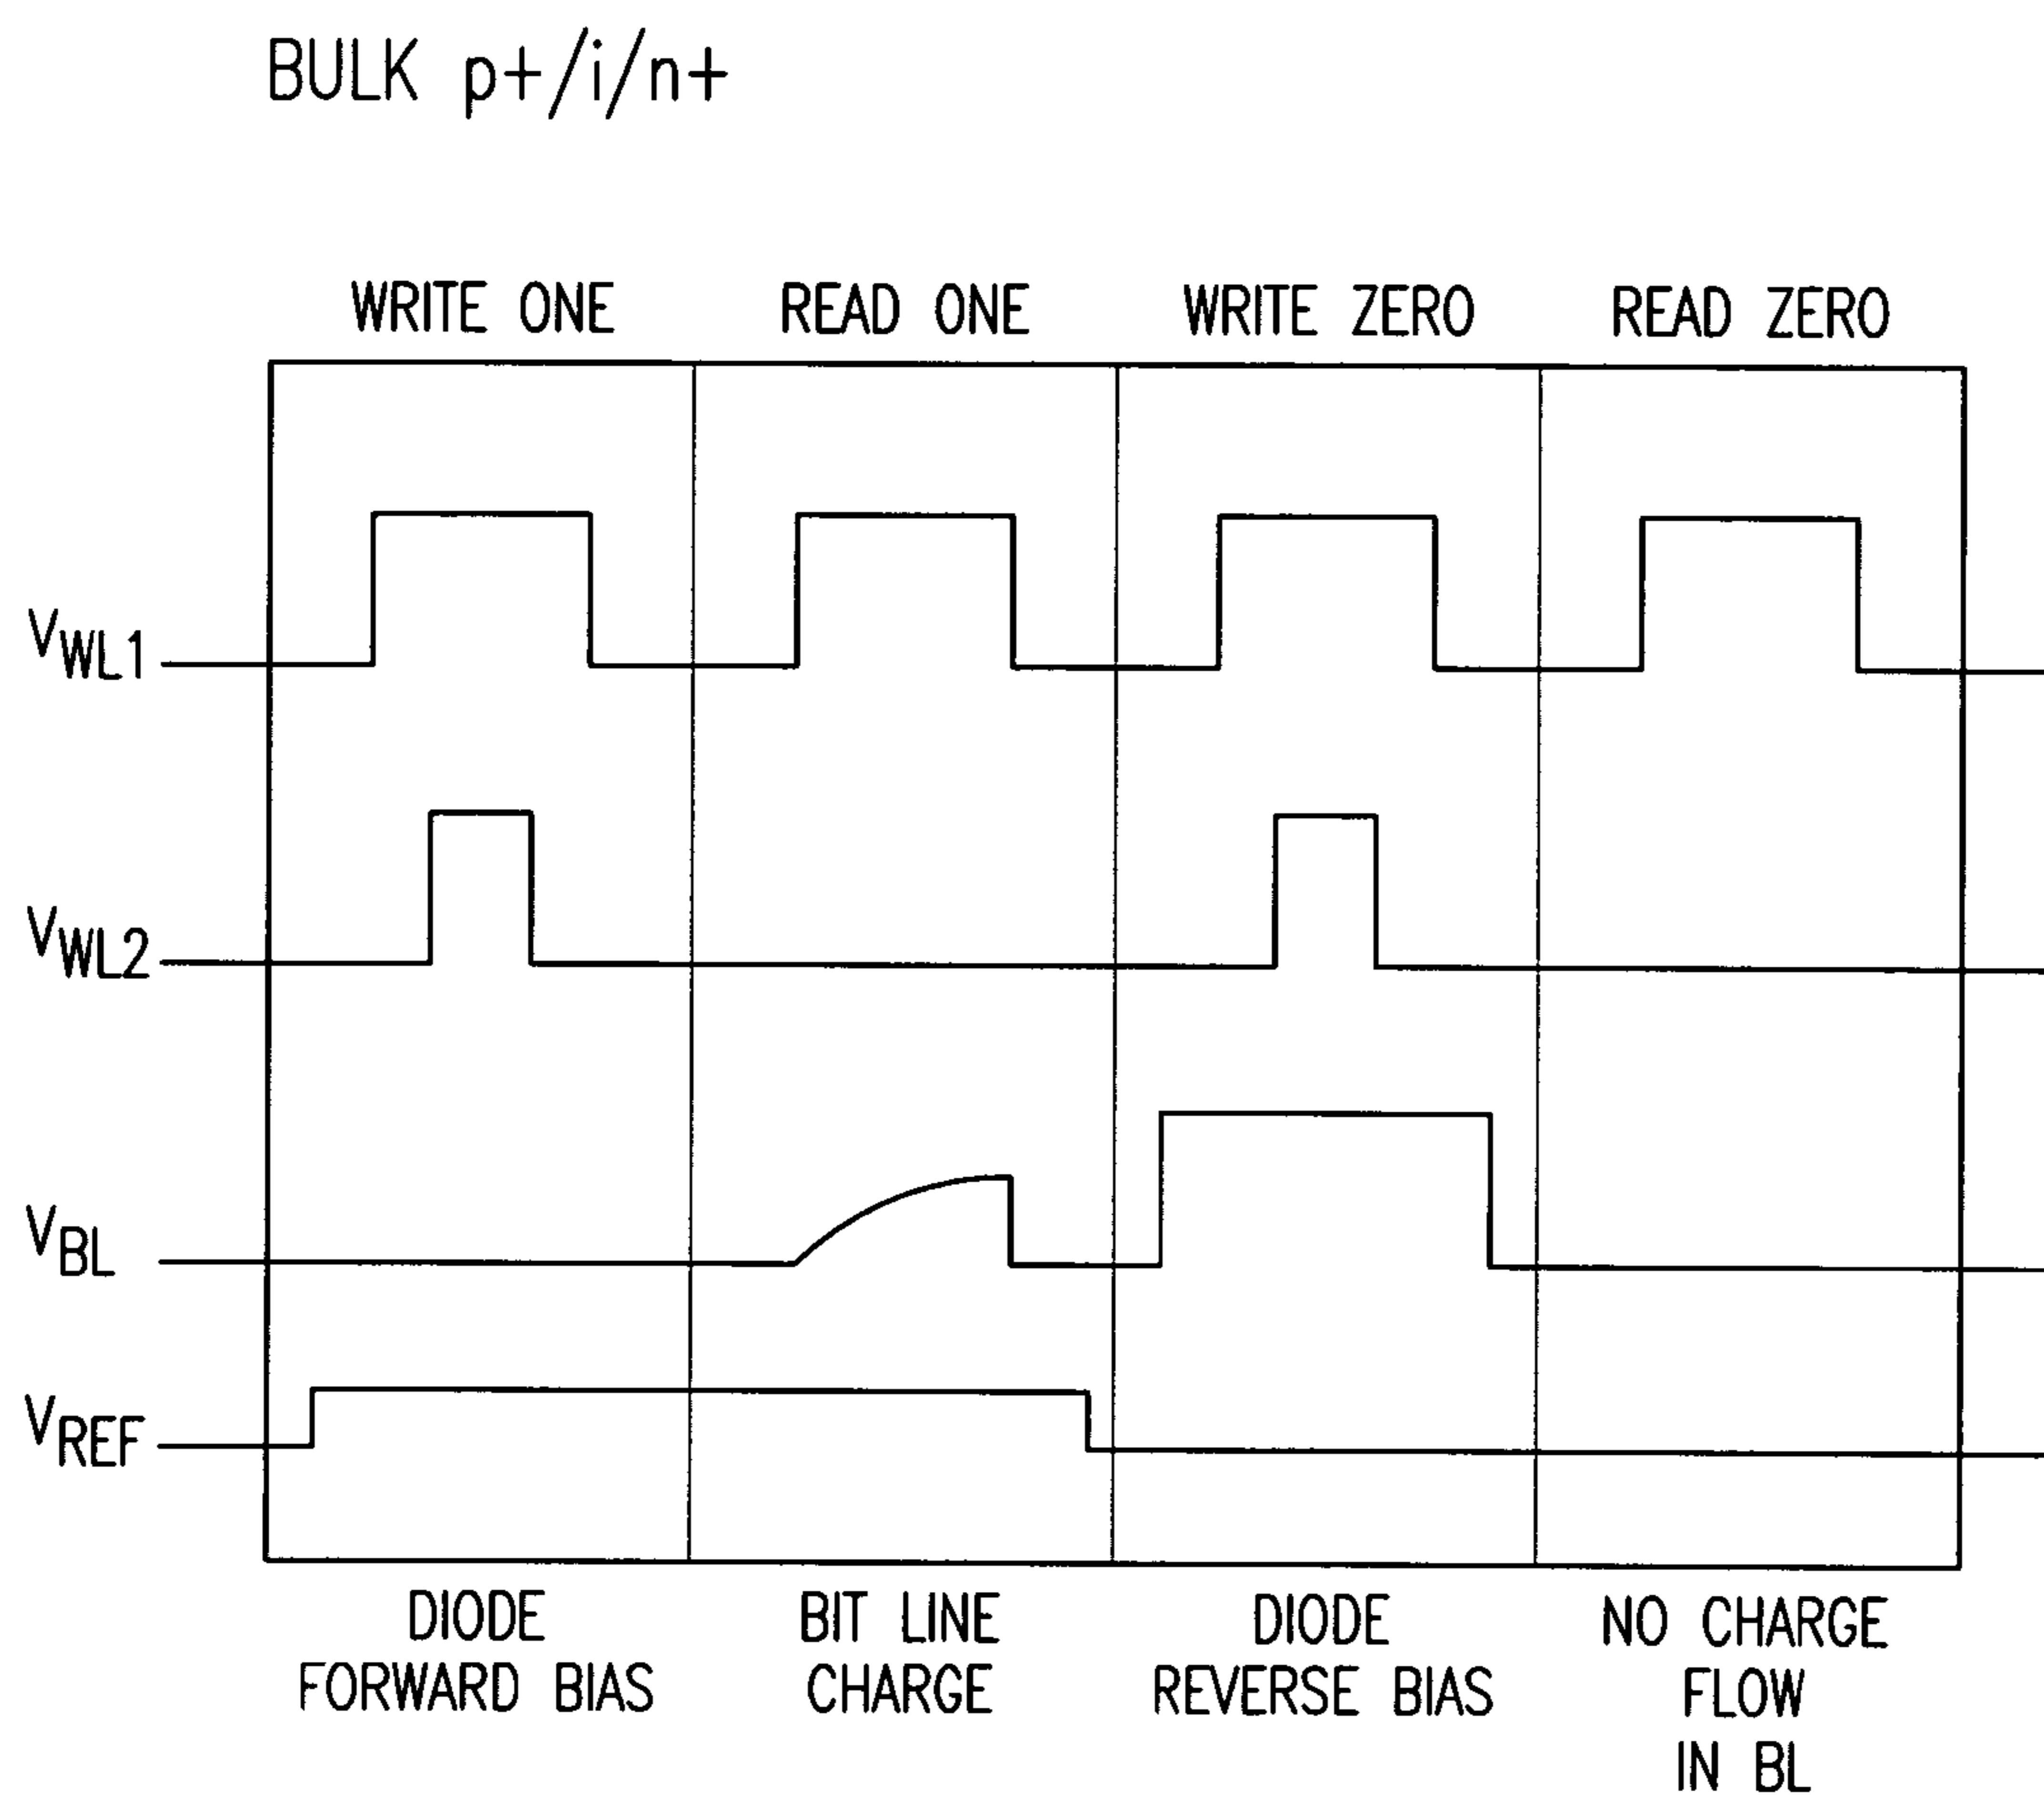 BULK p+/i/n+
WRITE ONE
READ ONE
WRITE ZERO
READ ZERO
VWL1
VWL2
VBL
VREF
DIODE
FORWARD BIAS
BIT LINE
CHARGE
DIODE
REVERSE BIAS
NO CHARGE
FLOW
IN BL